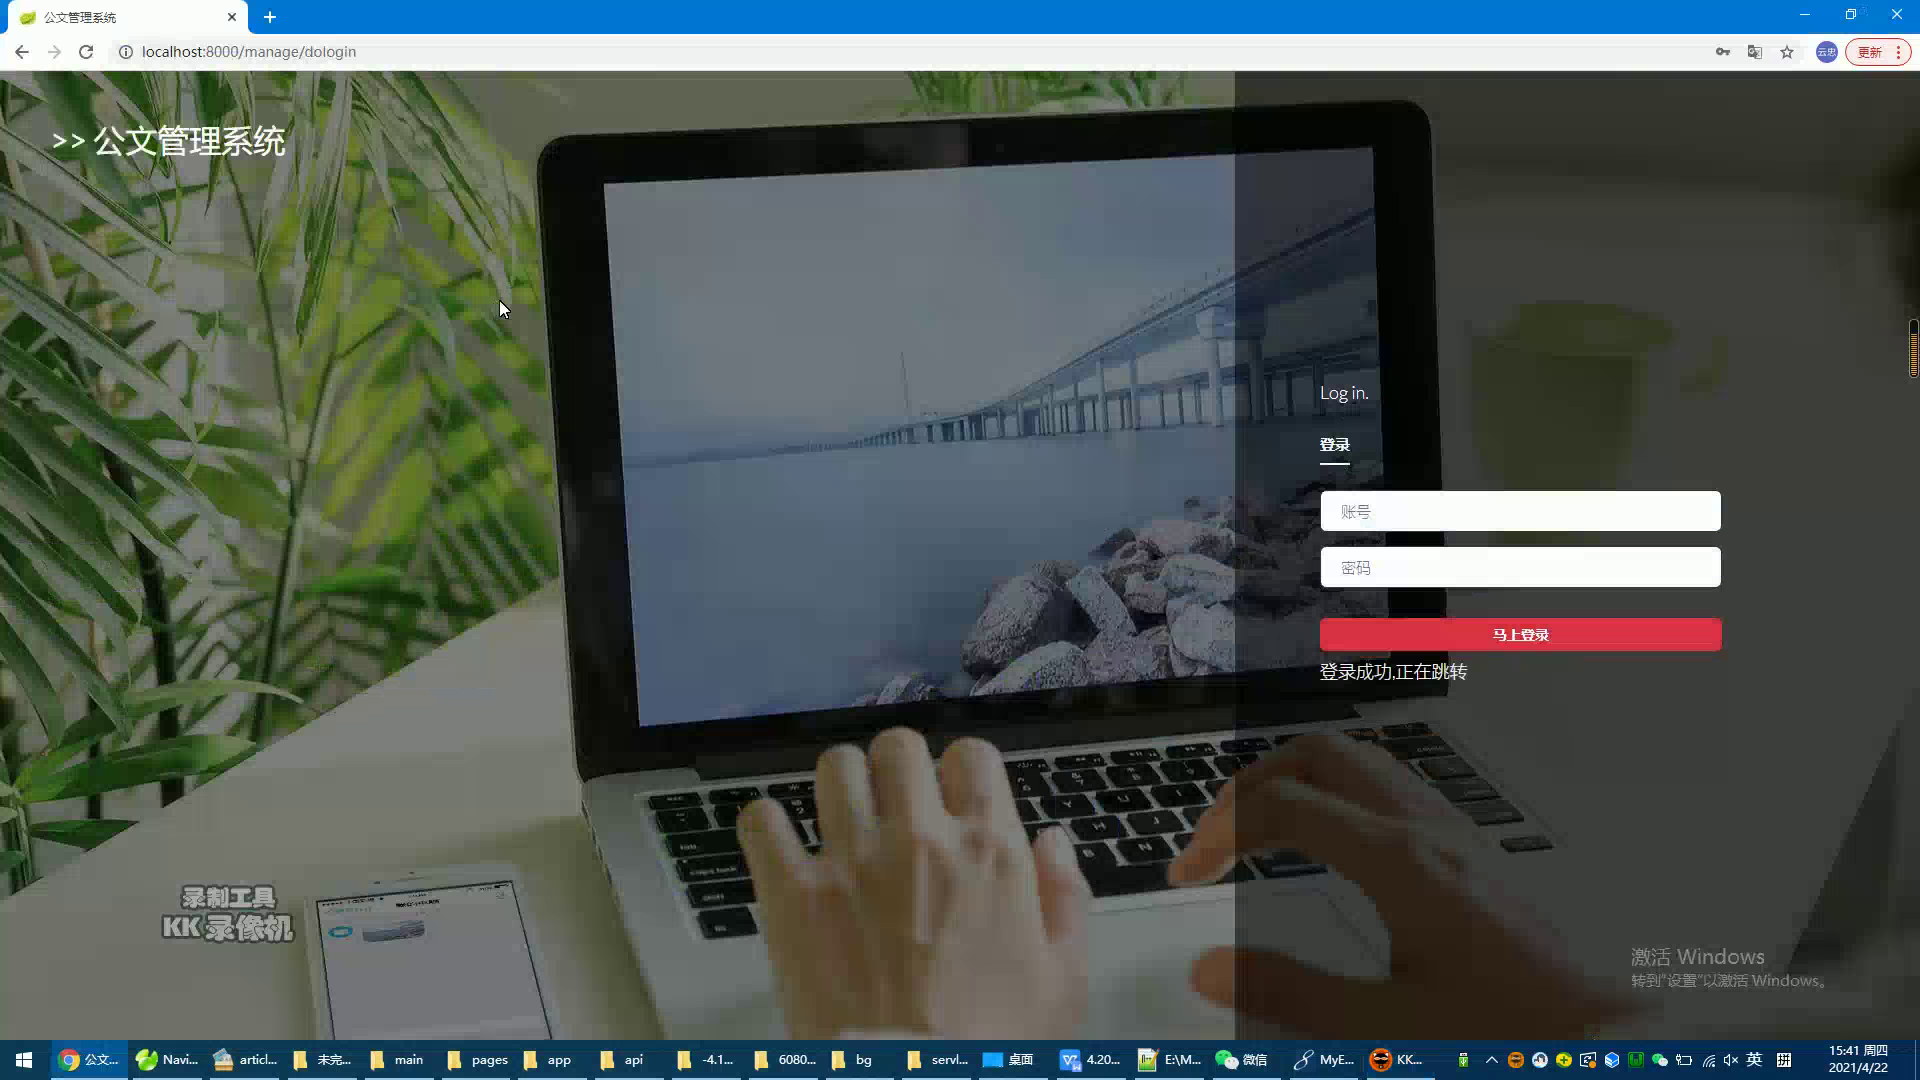 公文管理系统
localhost:8000/manage/dologin
云忠
更新
>> 公文管理系统
Log in.
登录
账号
密码
马上登录
登录成功,正在跳转
录制工具
KK 录像机
激活 Windows
转到“设置”以激活 Windows。
公文...
Navi...
articl...
未完...
main
pages
app
api
-4.1...
6080...
bg
servl...
桌面
4.20...
E:\M...
微信
MyE...
KK...
英
拼
15:41 周四
2021/4/22